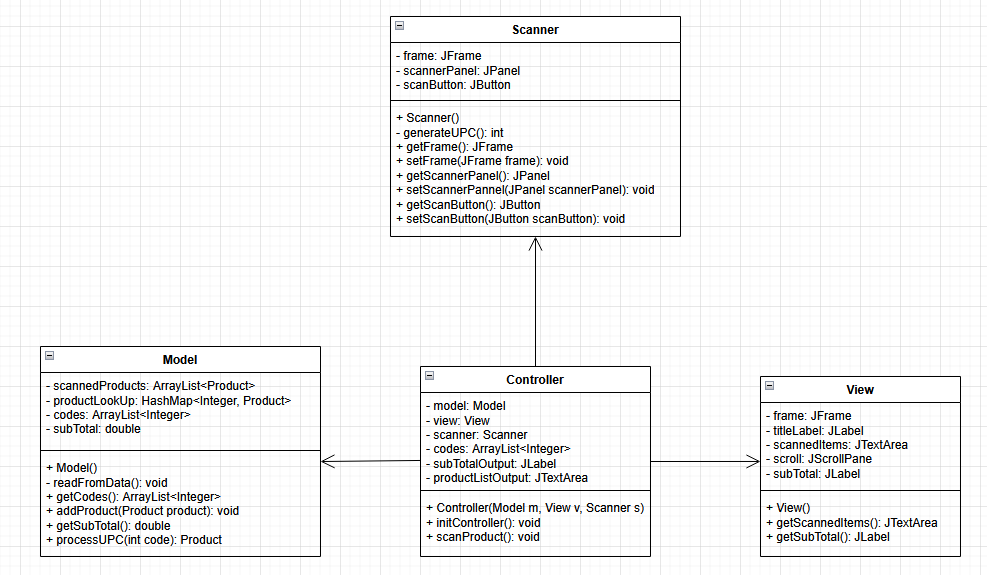 Scanner
- frame: JFrame
- scannerPanel: JPanel
- scanButton: JButton
+ Scanner()
- generateUPC(): int
+ getFrame(): JFrame
+ setFrame(JFrame frame): void
+ getScannerPanel(): JPanel
+ setScannerPannel(JPanel scannerPanel): void
+ getScanButton(): JButton
+ setScanButton(JButton scanButton): void
Model
- scannedProducts: ArrayList<Product>
- productLookUp: HashMap<Integer, Product>
- codes: ArrayList<Integer>
- subTotal: double
+ Model()
- readFromData(): void
+ getCodes(): ArrayList<Integer>
+ addProduct(Product product): void
+ getSubTotal(): double
+ processUPC(int code): Product
Controller
- model: Model
- view: View
- scanner: Scanner
- codes: ArrayList<Integer>
- subTotalOutput: JLabel
- productListOutput: JTextArea
+ Controller(Model m, View v, Scanner s)
+ initController(): void
+ scanProduct(): void
View
- frame: JFrame
- titleLabel: JLabel
- scannedItems: JTextArea
- scroll: JScrollPane
- subTotal: JLabel
+ View()
+ getScannedItems(): JTextArea
+ getSubTotal(): JLabel